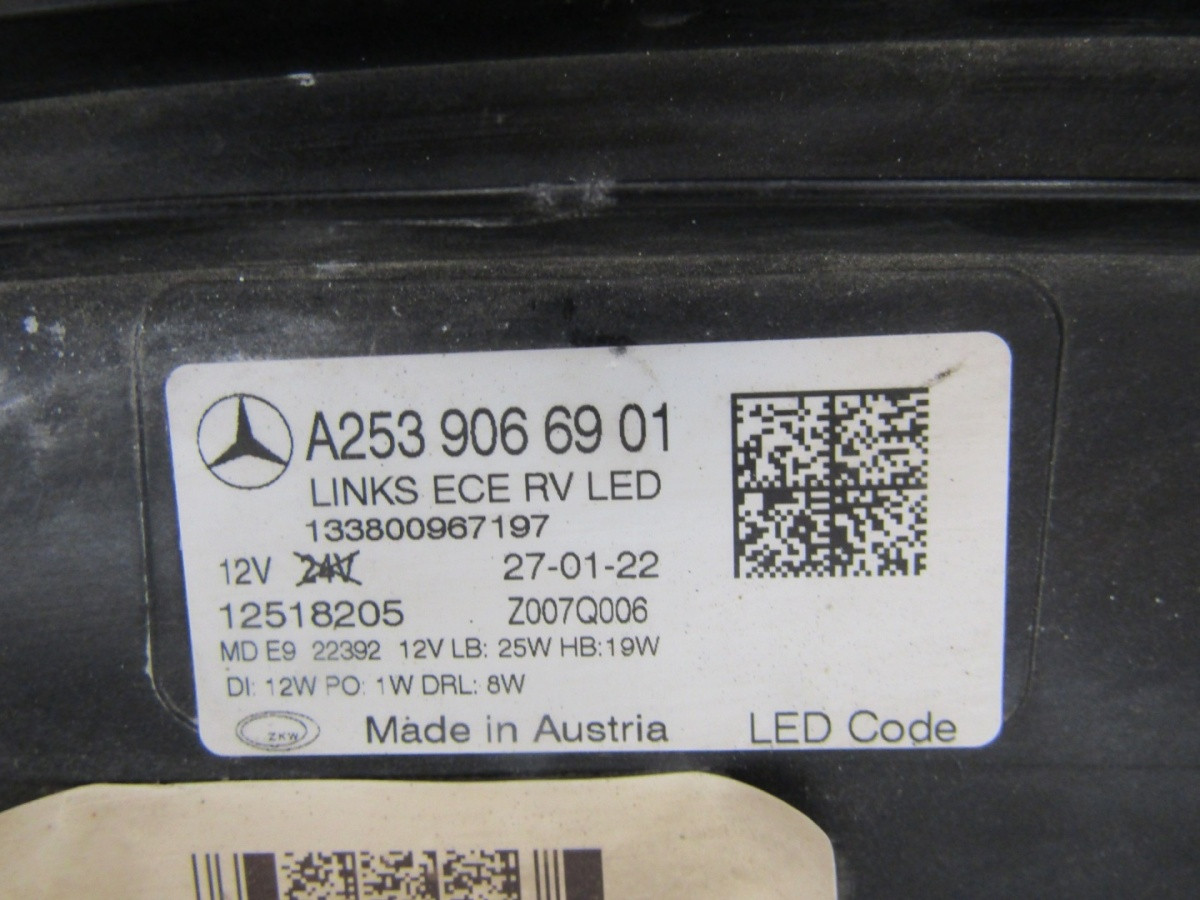 A253 906 69 01
LINKS ECE RV LED
133800967197
12V 24V 27-01-22
12518205 Z007Q006
MD E9 22392 12V LB: 25W HB:19W
DI: 12W PO: 1W DRL: 8W
ZKW Made in Austria LED Code